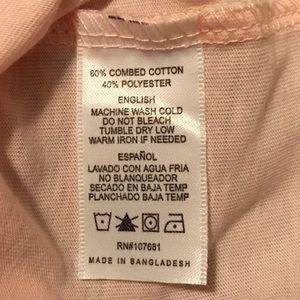 60% COMBED COTTON
40% POLYESTER
ENGLISH
MACHINE WASH COLD
DO NOT BLEACH
TUMBLE DRY LOW
WARM IRON IF NEEDED
ESPAÑOL
LAVADO CON AGUA FRIA
NO BLANQUEADOR
SECADO EN BAJA TEMP
PLANCHADO BAJA TEMP
RN#107681
MADE IN BANGLADESH